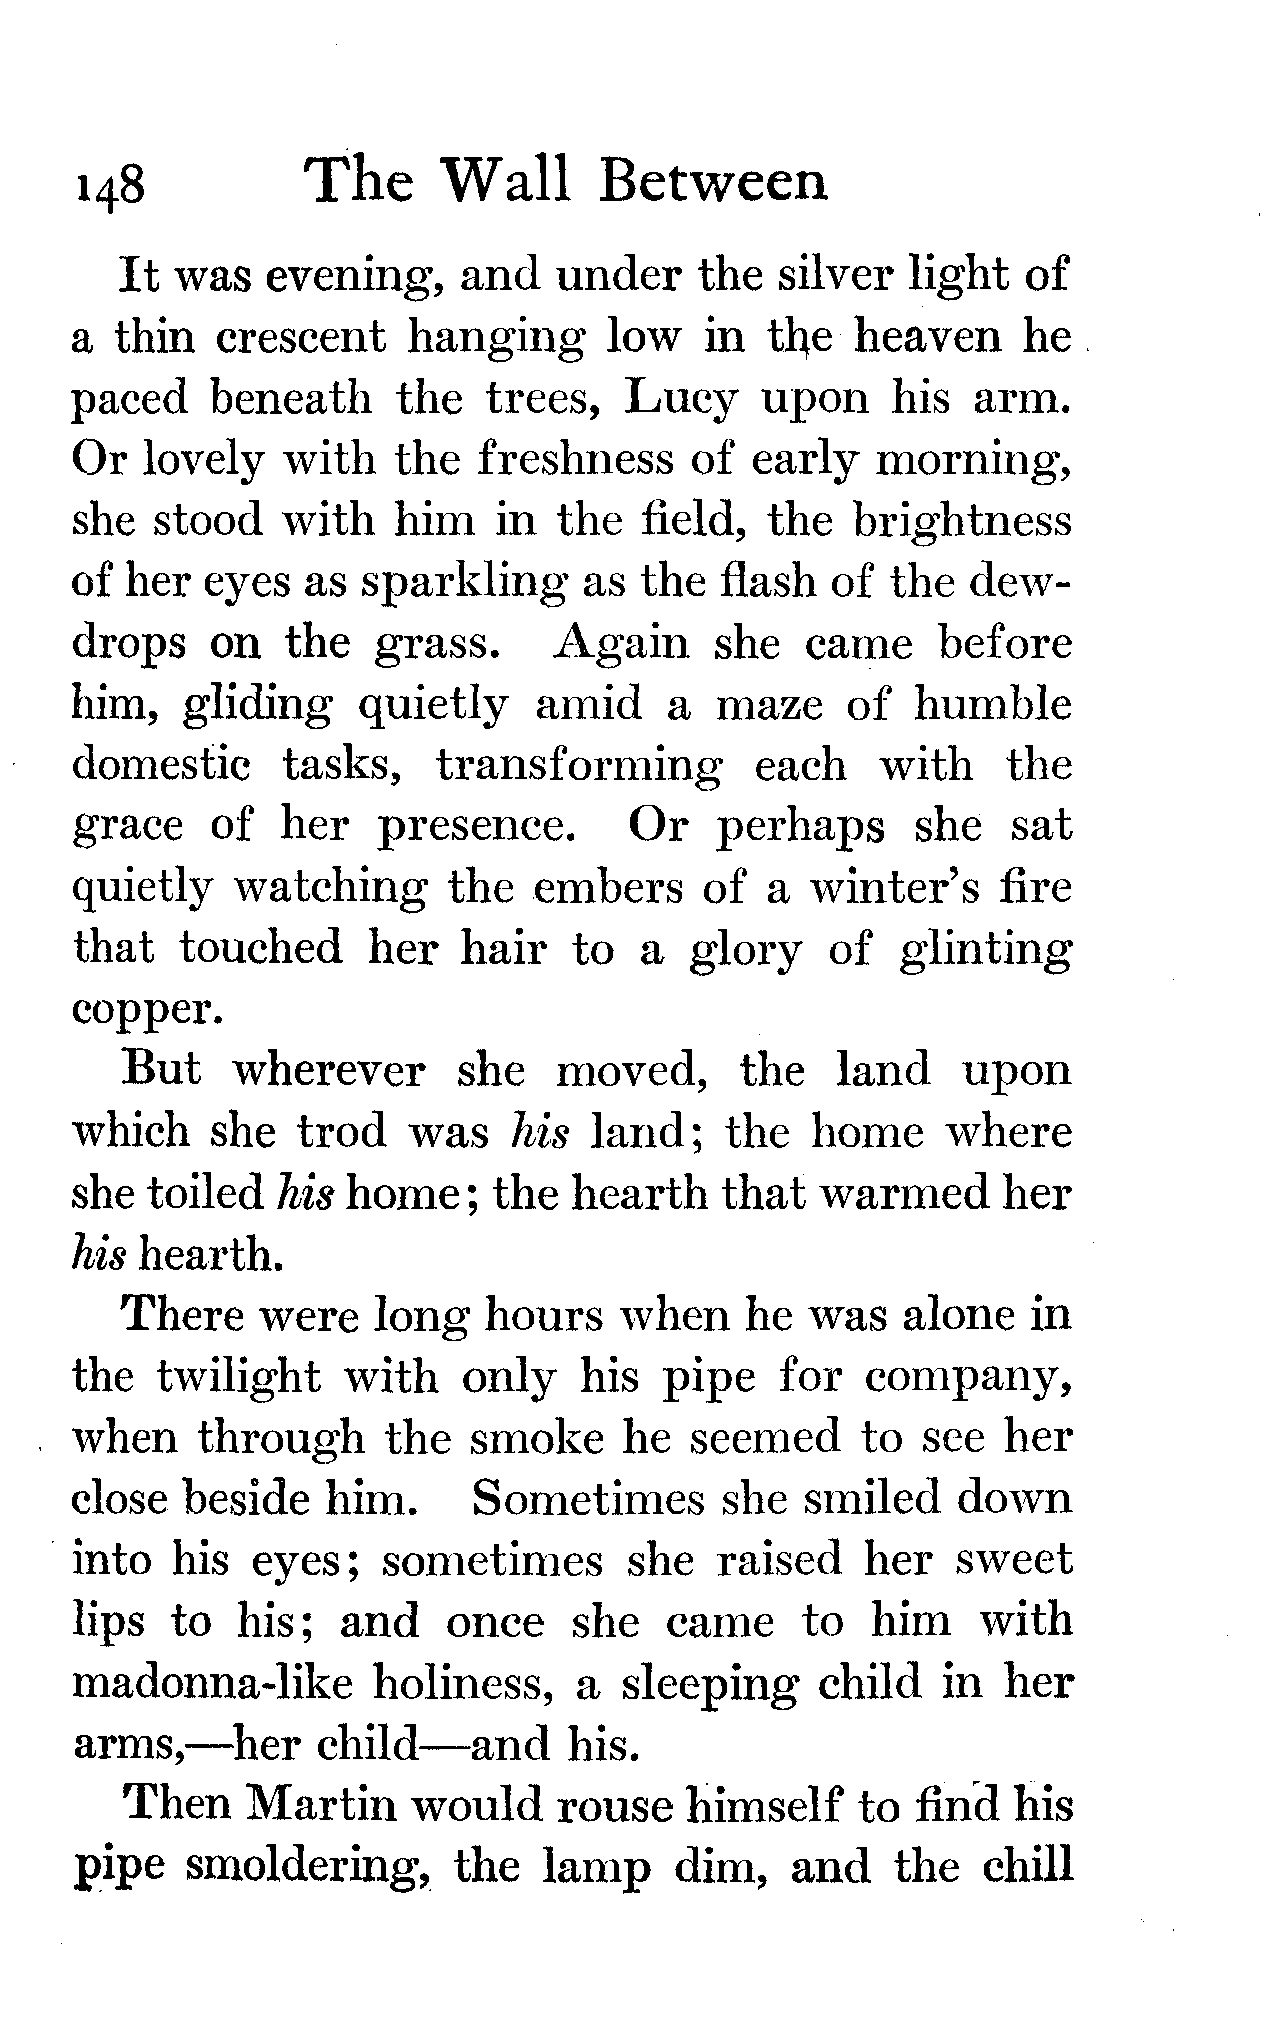 148 The Wall Between
It was evening, and under the silver light of
a thin crescent hanging low in the heaven he
paced beneath the trees, Lucy upon his arm.
Or lovely with the freshness of early morning,
she stood with him in the field, the brightness
of her eyes as sparkling as the flash of the dew-
drops on the grass. Again she came before
him, gliding quietly amid a maze of humble
domestic tasks, transforming each with the
grace of her presence. Or perhaps she sat
quietly watching the embers of a winter's fire
that touched her hair to a glory of glinting
copper.
But wherever she moved, the land upon
which she trod was his land; the home where
she toiled his home; the hearth that warmed her
his hearth.
There were long hours when he was alone in
the twilight with only his pipe for company,
when through the smoke he seemed to see her
close beside him. Sometimes she smiled down
into his eyes; sometimes she raised her sweet
lips to his; and once she came to him with
madonna-like holiness, a sleeping child in her
arms,—her child—and his.
Then Martin would rouse himself to find his
pipe smoldering, the lamp dim, and the chill